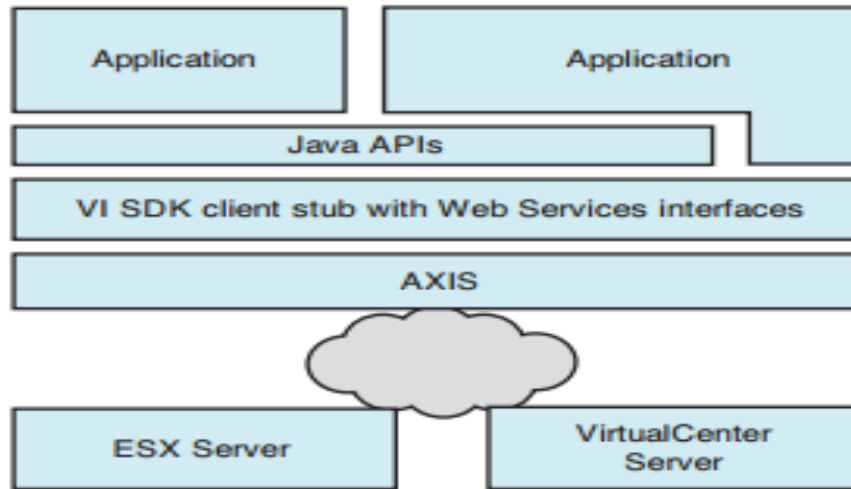 Application
Application
Java APIs
VI SDK client stub with Web Services interfaces
AXIS
ESX Server
VirtualCenter
Server